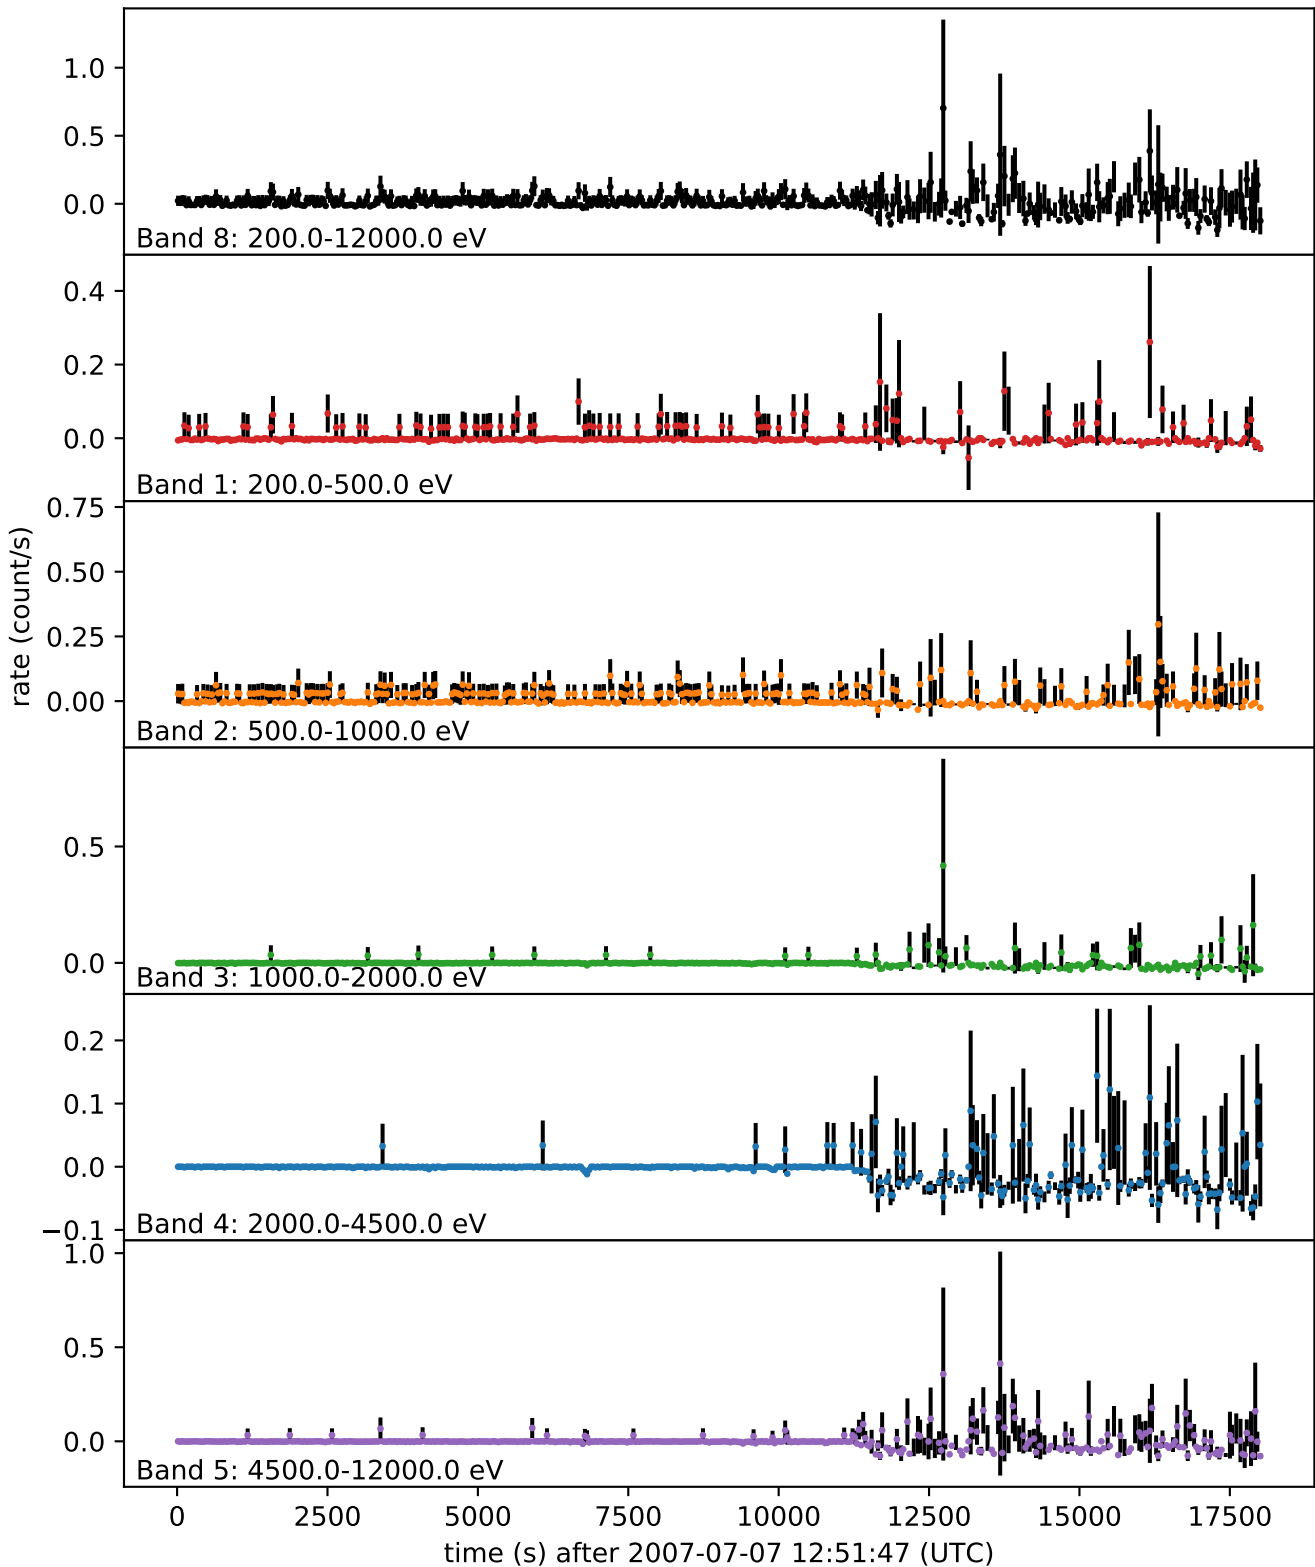 1.0
0.5
0.0
Band 8: 200.0-12000.0 eV
0.4
0.2
0.0
Band 1: 200.0-500.0 eV
0.75
0.50
0.25
0.00
Band 2: 500.0-1000.0 eV
rate (count/s)
0.5
0.0
Band 3: 1000.0-2000.0 eV
0.2
0.1
0.0
−0.1
Band 4: 2000.0-4500.0 eV
1.0
0.5
0.0
Band 5: 4500.0-12000.0 eV
0 2500 5000 7500 10000 12500 15000 17500
time (s) after 2007-07-07 12:51:47 (UTC)